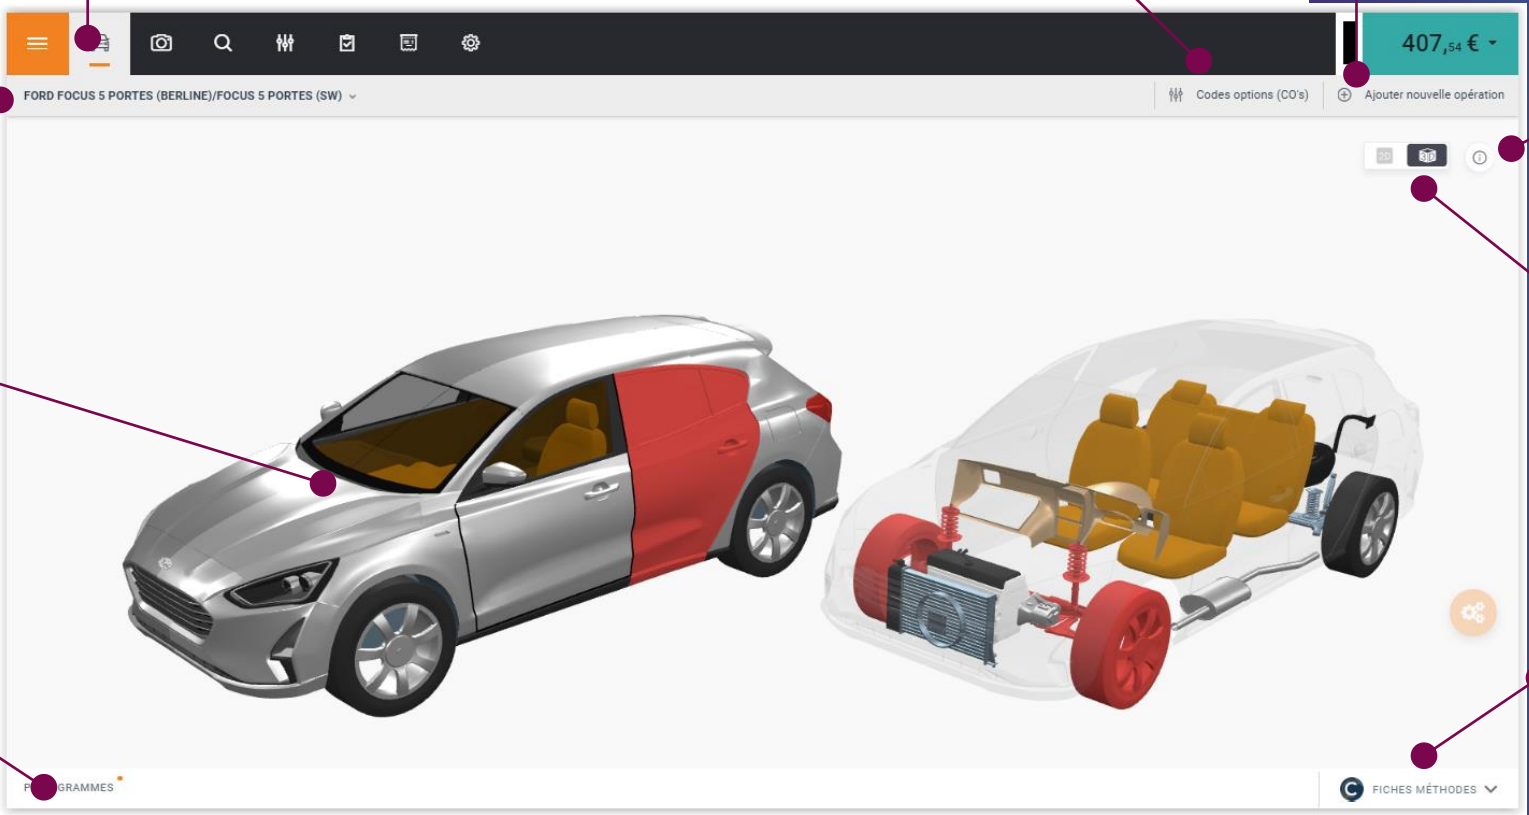 407,54 €
FORD FOCUS 5 PORTES (BERLINE)/FOCUS 5 PORTES (SW)
Codes options (CO's)
Ajouter nouvelle opération
2D
3D
GRAMMES
C FICHES MÉTHODES